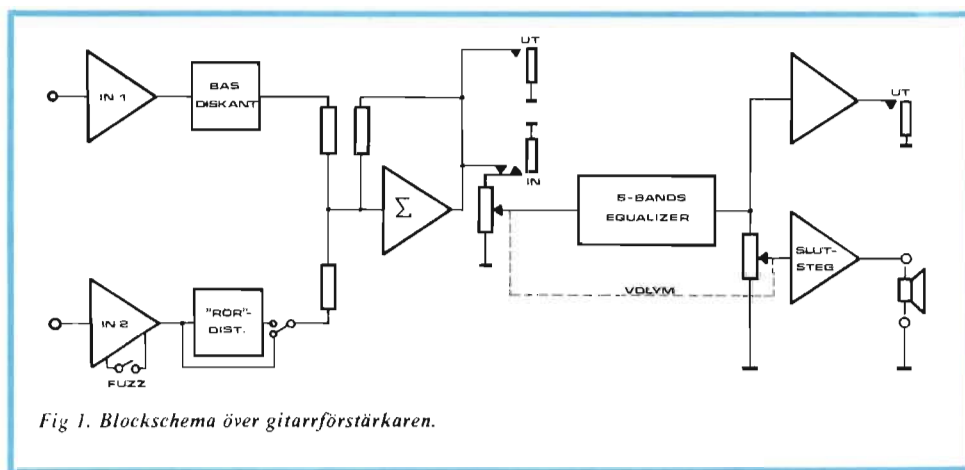 IN 1
BAS
DISKANT
UT
IN
Σ
5-BANDS
EQUALIZER
UT
SLUT-
STEG
VOLYM
IN 2
"RÖR"-
DIST.
FUZZ
Fig 1. Blockschema över gitarrförstärkaren.